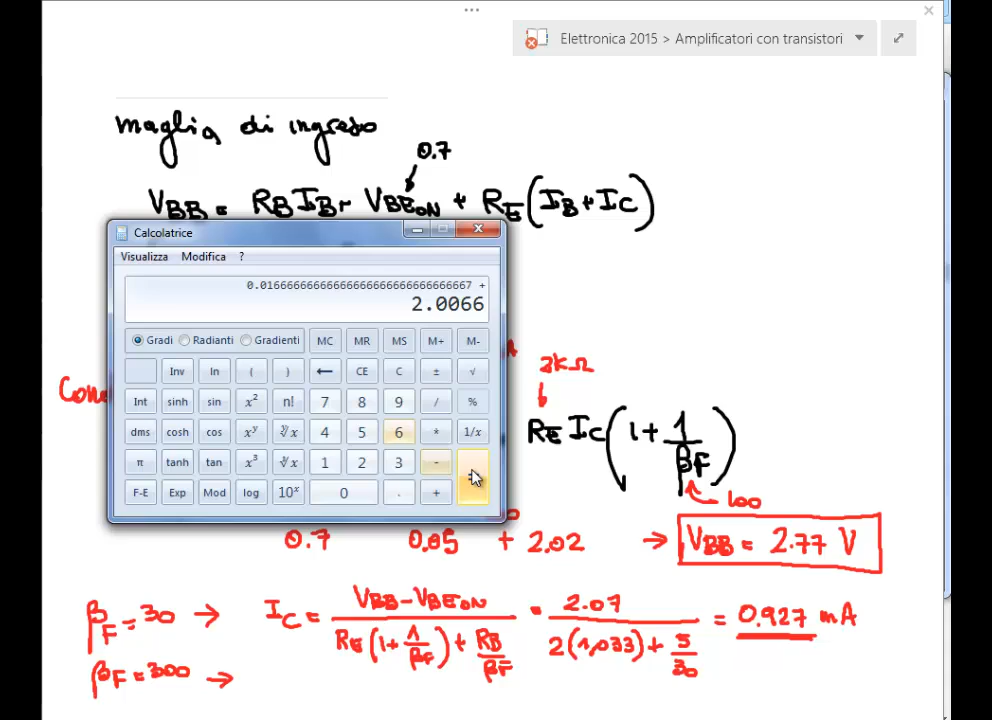 Elettronica 2015 > Amplificatori con transistori
maglia di ingresso
0.7
VBB = RBIB + VBEON + RE(IB+IC)
Calcolatrice
Visualizza Modifica ?
0.0166666666666666666666666666667 +
2.0066
Gradi Radianti Gradienti MC MR MS M+ M-
Inv ln ( ) ← CE C ± √
Int sinh sin x² n! 7 8 9 / %
dms cosh cos xʸ ʸ√x 4 5 6 * 1/x
π tanh tan x³ ³√x 1 2 3 -
F-E Exp Mod log 10ˣ 0 . + =
2kΩ
REIC(1+1/βF)
100
0.7 0.05 + 2.02 → VBB = 2.77 V
βF=30 → IC = (VBB-VBEON)/(RE(1+1/βF)+RB/βF) = 2.07/(2(1,033)+5/30) = 0.927 mA
βF=300 →